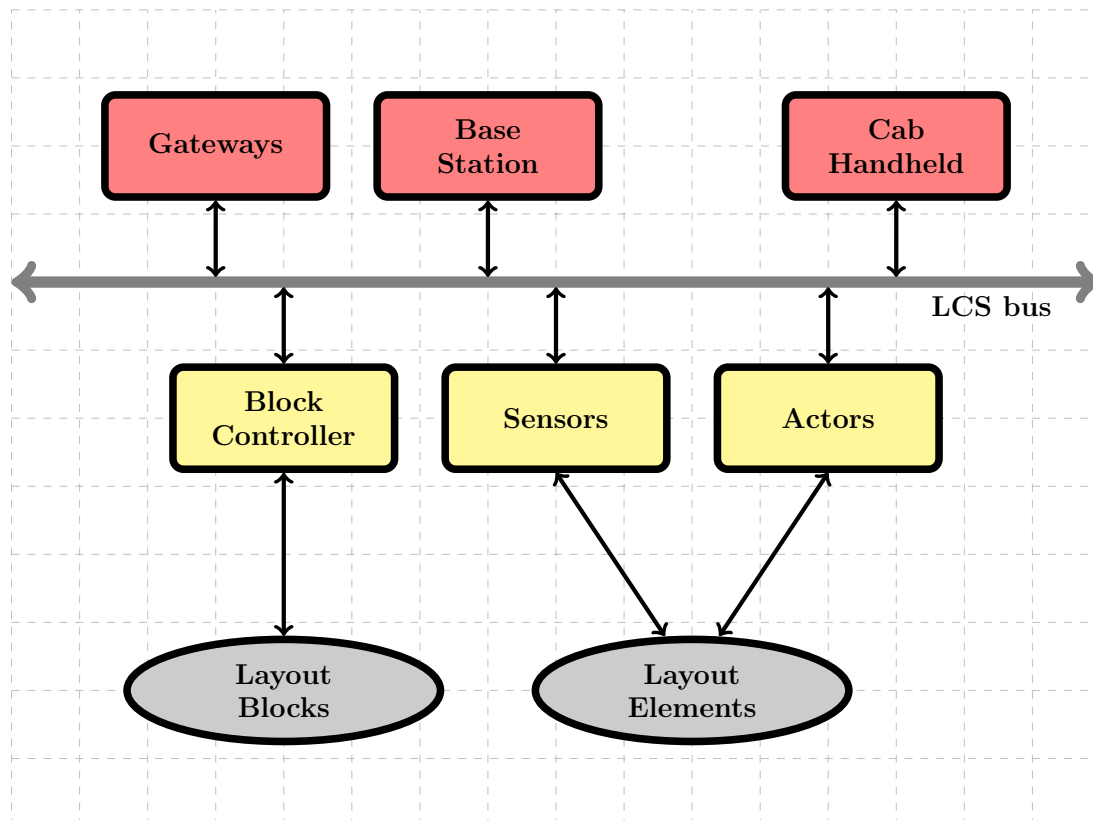 Gateways
Base
Station
Cab
Handheld
LCS bus
Block
Controller
Sensors
Actors
Layout
Blocks
Layout
Elements